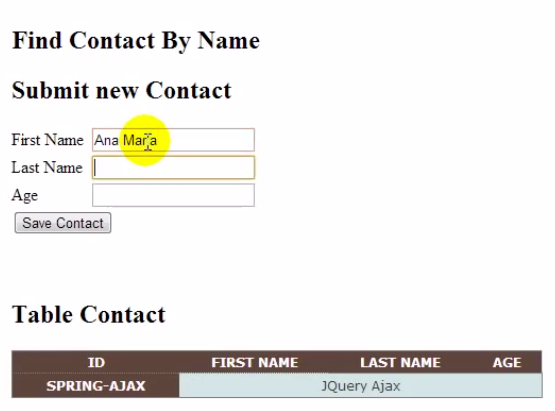 Find Contact By Name
Submit new Contact
First Name Ana Maria
Last Name
Age
Save Contact
Table Contact
ID FIRST NAME LAST NAME AGE
SPRING-AJAX JQuery Ajax